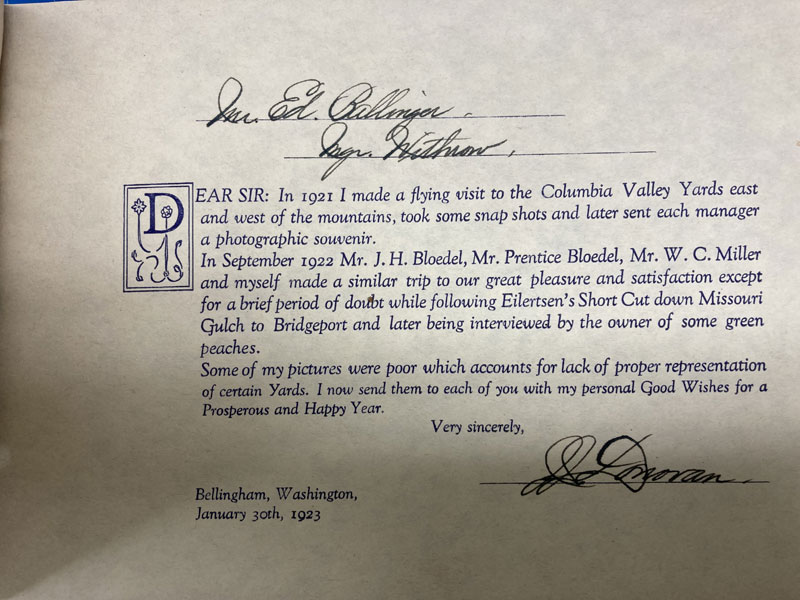 Mr. Ed. Ballinger.
Mgr. Withrow,
DEAR SIR: In 1921 I made a flying visit to the Columbia Valley Yards east
and west of the mountains, took some snap shots and later sent each manager
a photographic souvenir.
In September 1922 Mr. J. H. Bloedel, Mr. Prentice Bloedel, Mr. W. C. Miller
and myself made a similar trip to our great pleasure and satisfaction except
for a brief period of doubt while following Eilertsen's Short Cut down Missouri
Gulch to Bridgeport and later being interviewed by the owner of some green
peaches.
Some of my pictures were poor which accounts for lack of proper representation
of certain Yards. I now send them to each of you with my personal Good Wishes for a
Prosperous and Happy Year.
Very sincerely,
JJ Donovan.
Bellingham, Washington,
January 30th, 1923